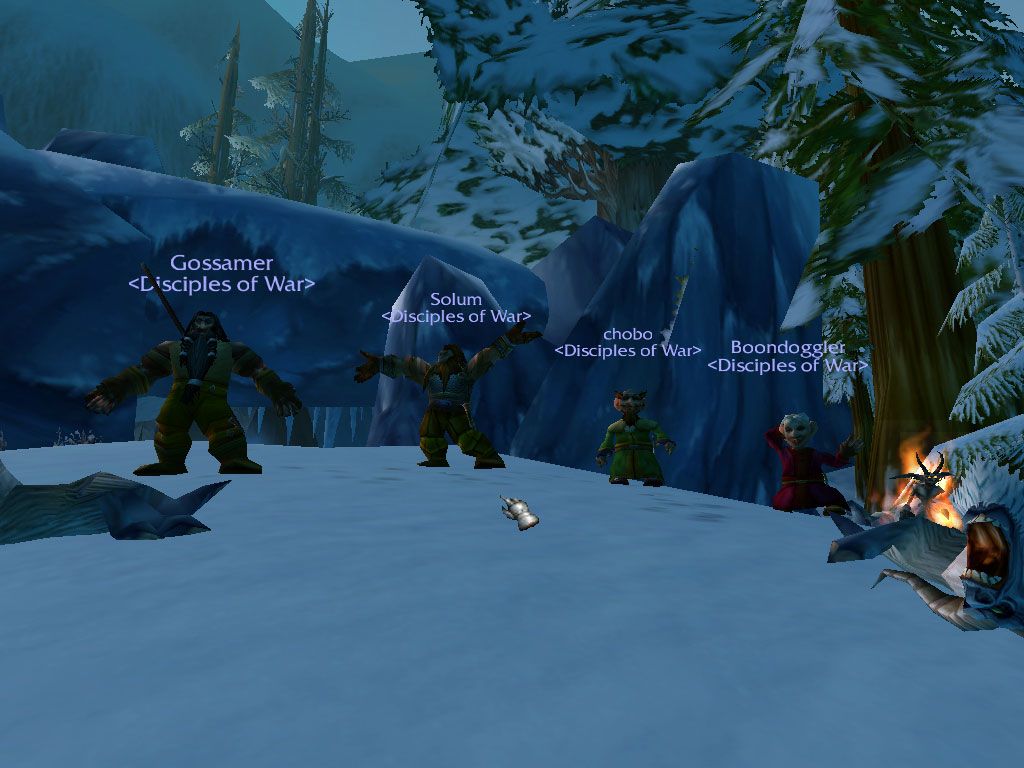 Gossamer
<Disciples of War>
Solum
<Disciples of War>
chobo
<Disciples of War>
Boondoggler
<Disciples of War>